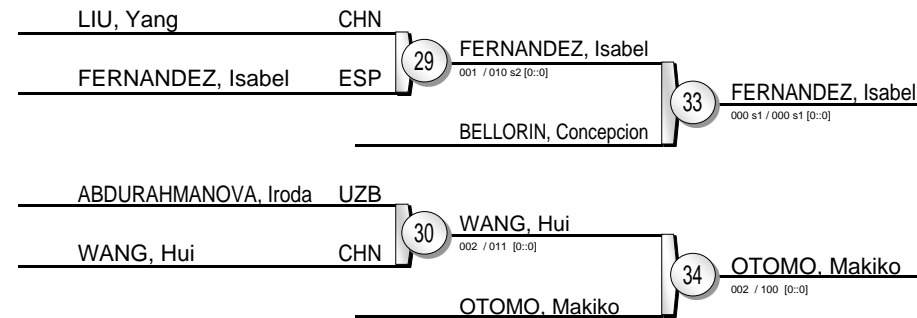 LIU, Yang CHN
FERNANDEZ, Isabel ESP
29
FERNANDEZ, Isabel
001 / 010 s2 [0::0]
BELLORIN, Concepcion
33
FERNANDEZ, Isabel
000 s1 / 000 s1 [0::0]
ABDURAHMANOVA, Iroda UZB
WANG, Hui CHN
30
WANG, Hui
002 / 011 [0::0]
OTOMO, Makiko
34
OTOMO, Makiko
002 / 100 [0::0]